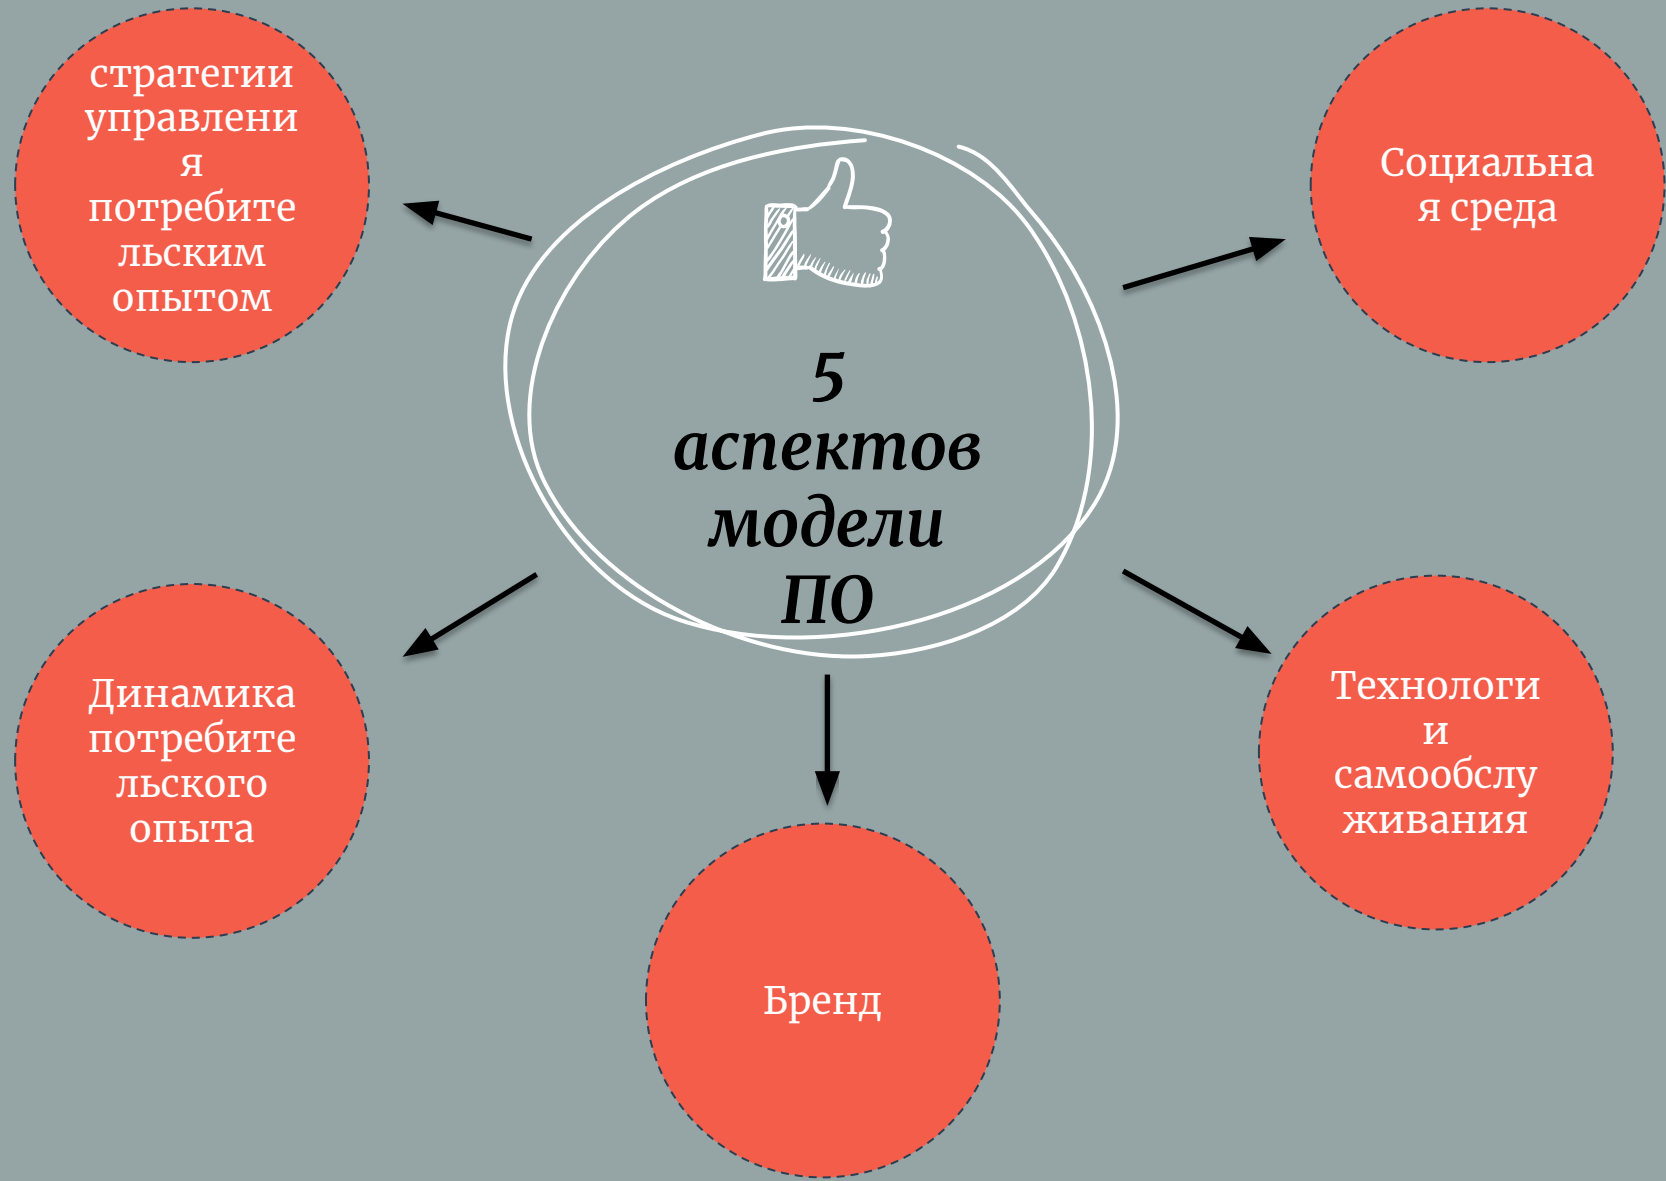 стратегии
управлени
я
потребите
льским
опытом
Социальна
я среда
5
аспектов
модели
ПО
Динамика
потребите
льского
опыта
Технологи
и
самообслу
живания
Бренд